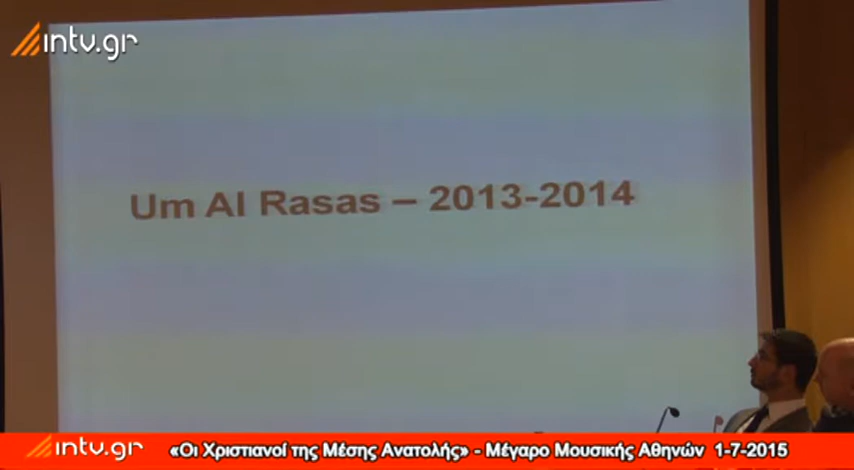 intv.gr
Um Al Rasas – 2013-2014
intv.gr «Οι Χριστιανοί της Μέσης Ανατολής» - Μέγαρο Μουσικής Αθηνών 1-7-2015